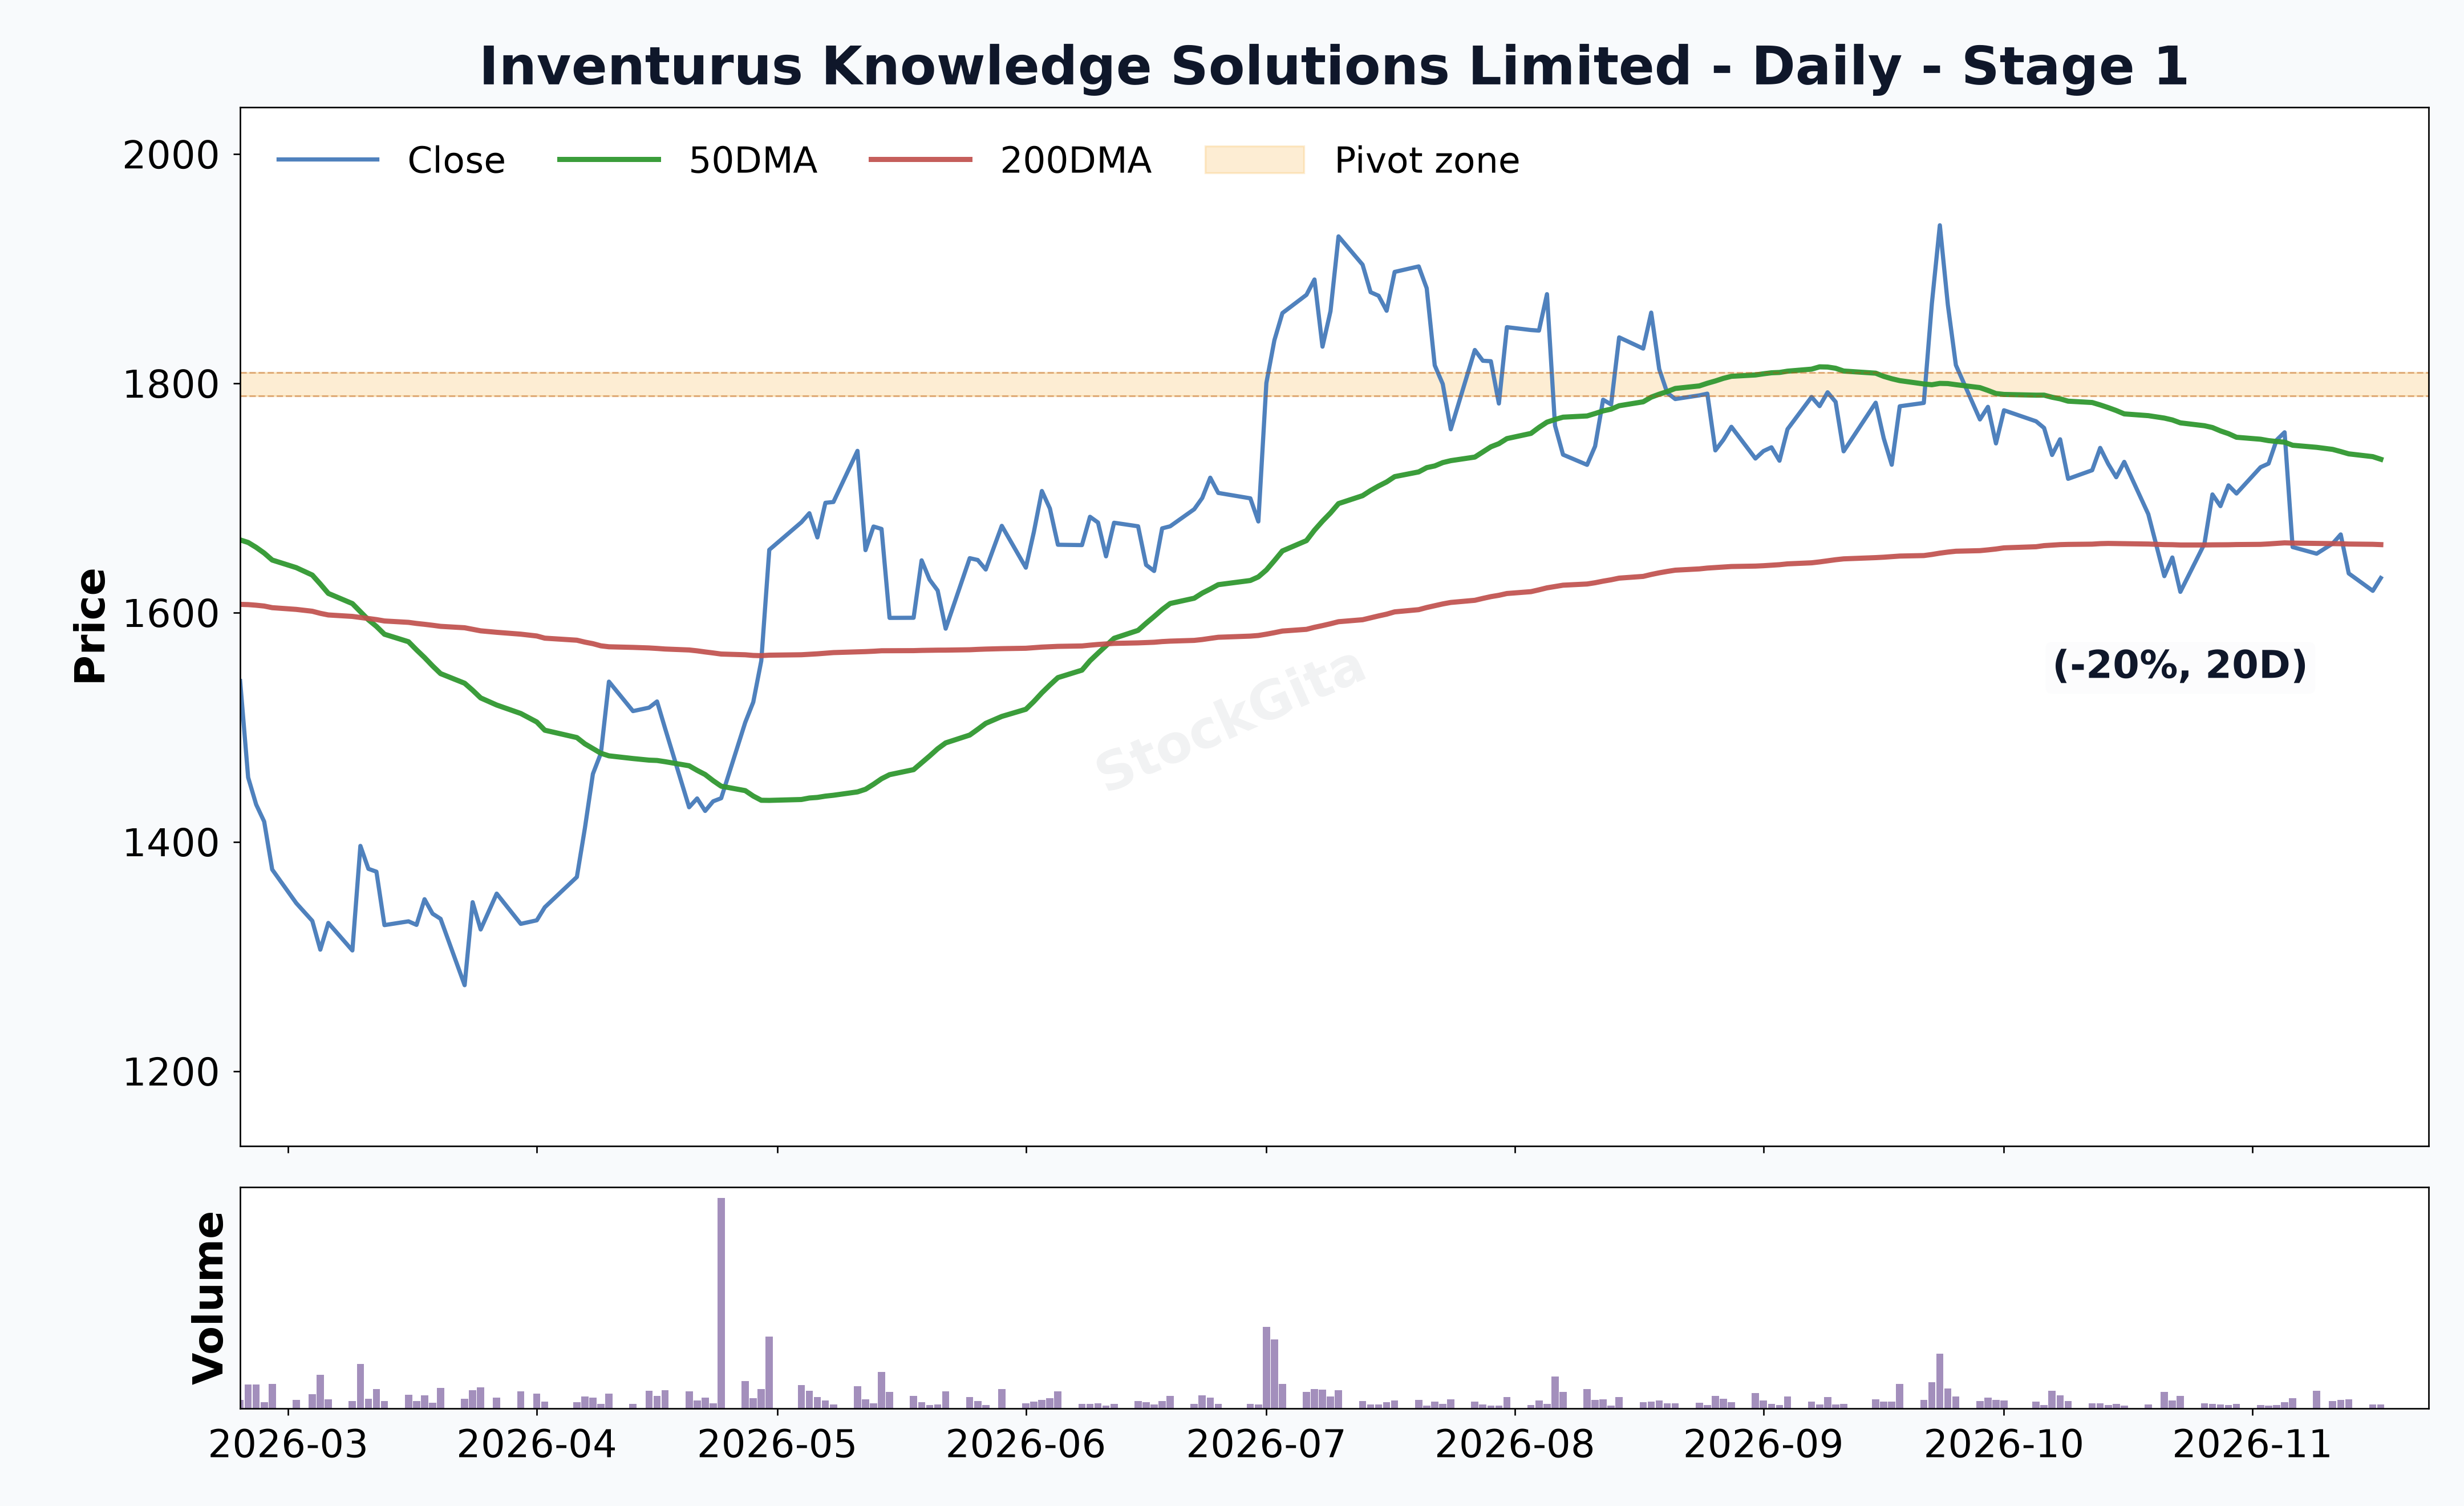 Inventurus Knowledge Solutions Limited - Daily - Stage 1
Close 50DMA 200DMA Pivot zone
2000
1800
1600
1400
1200
Price
(-20%, 20D)
StockGita
Volume
2026-03 2026-04 2026-05 2026-06 2026-07 2026-08 2026-09 2026-10 2026-11